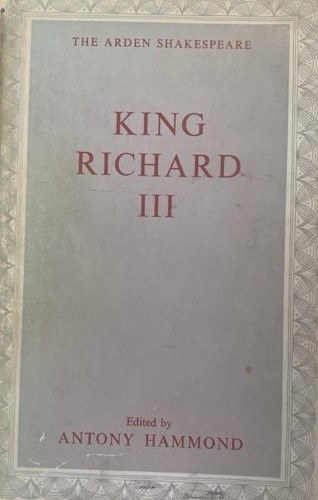 THE ARDEN SHAKESPEARE
KING
RICHARD
III
Edited by
ANTONY HAMMOND